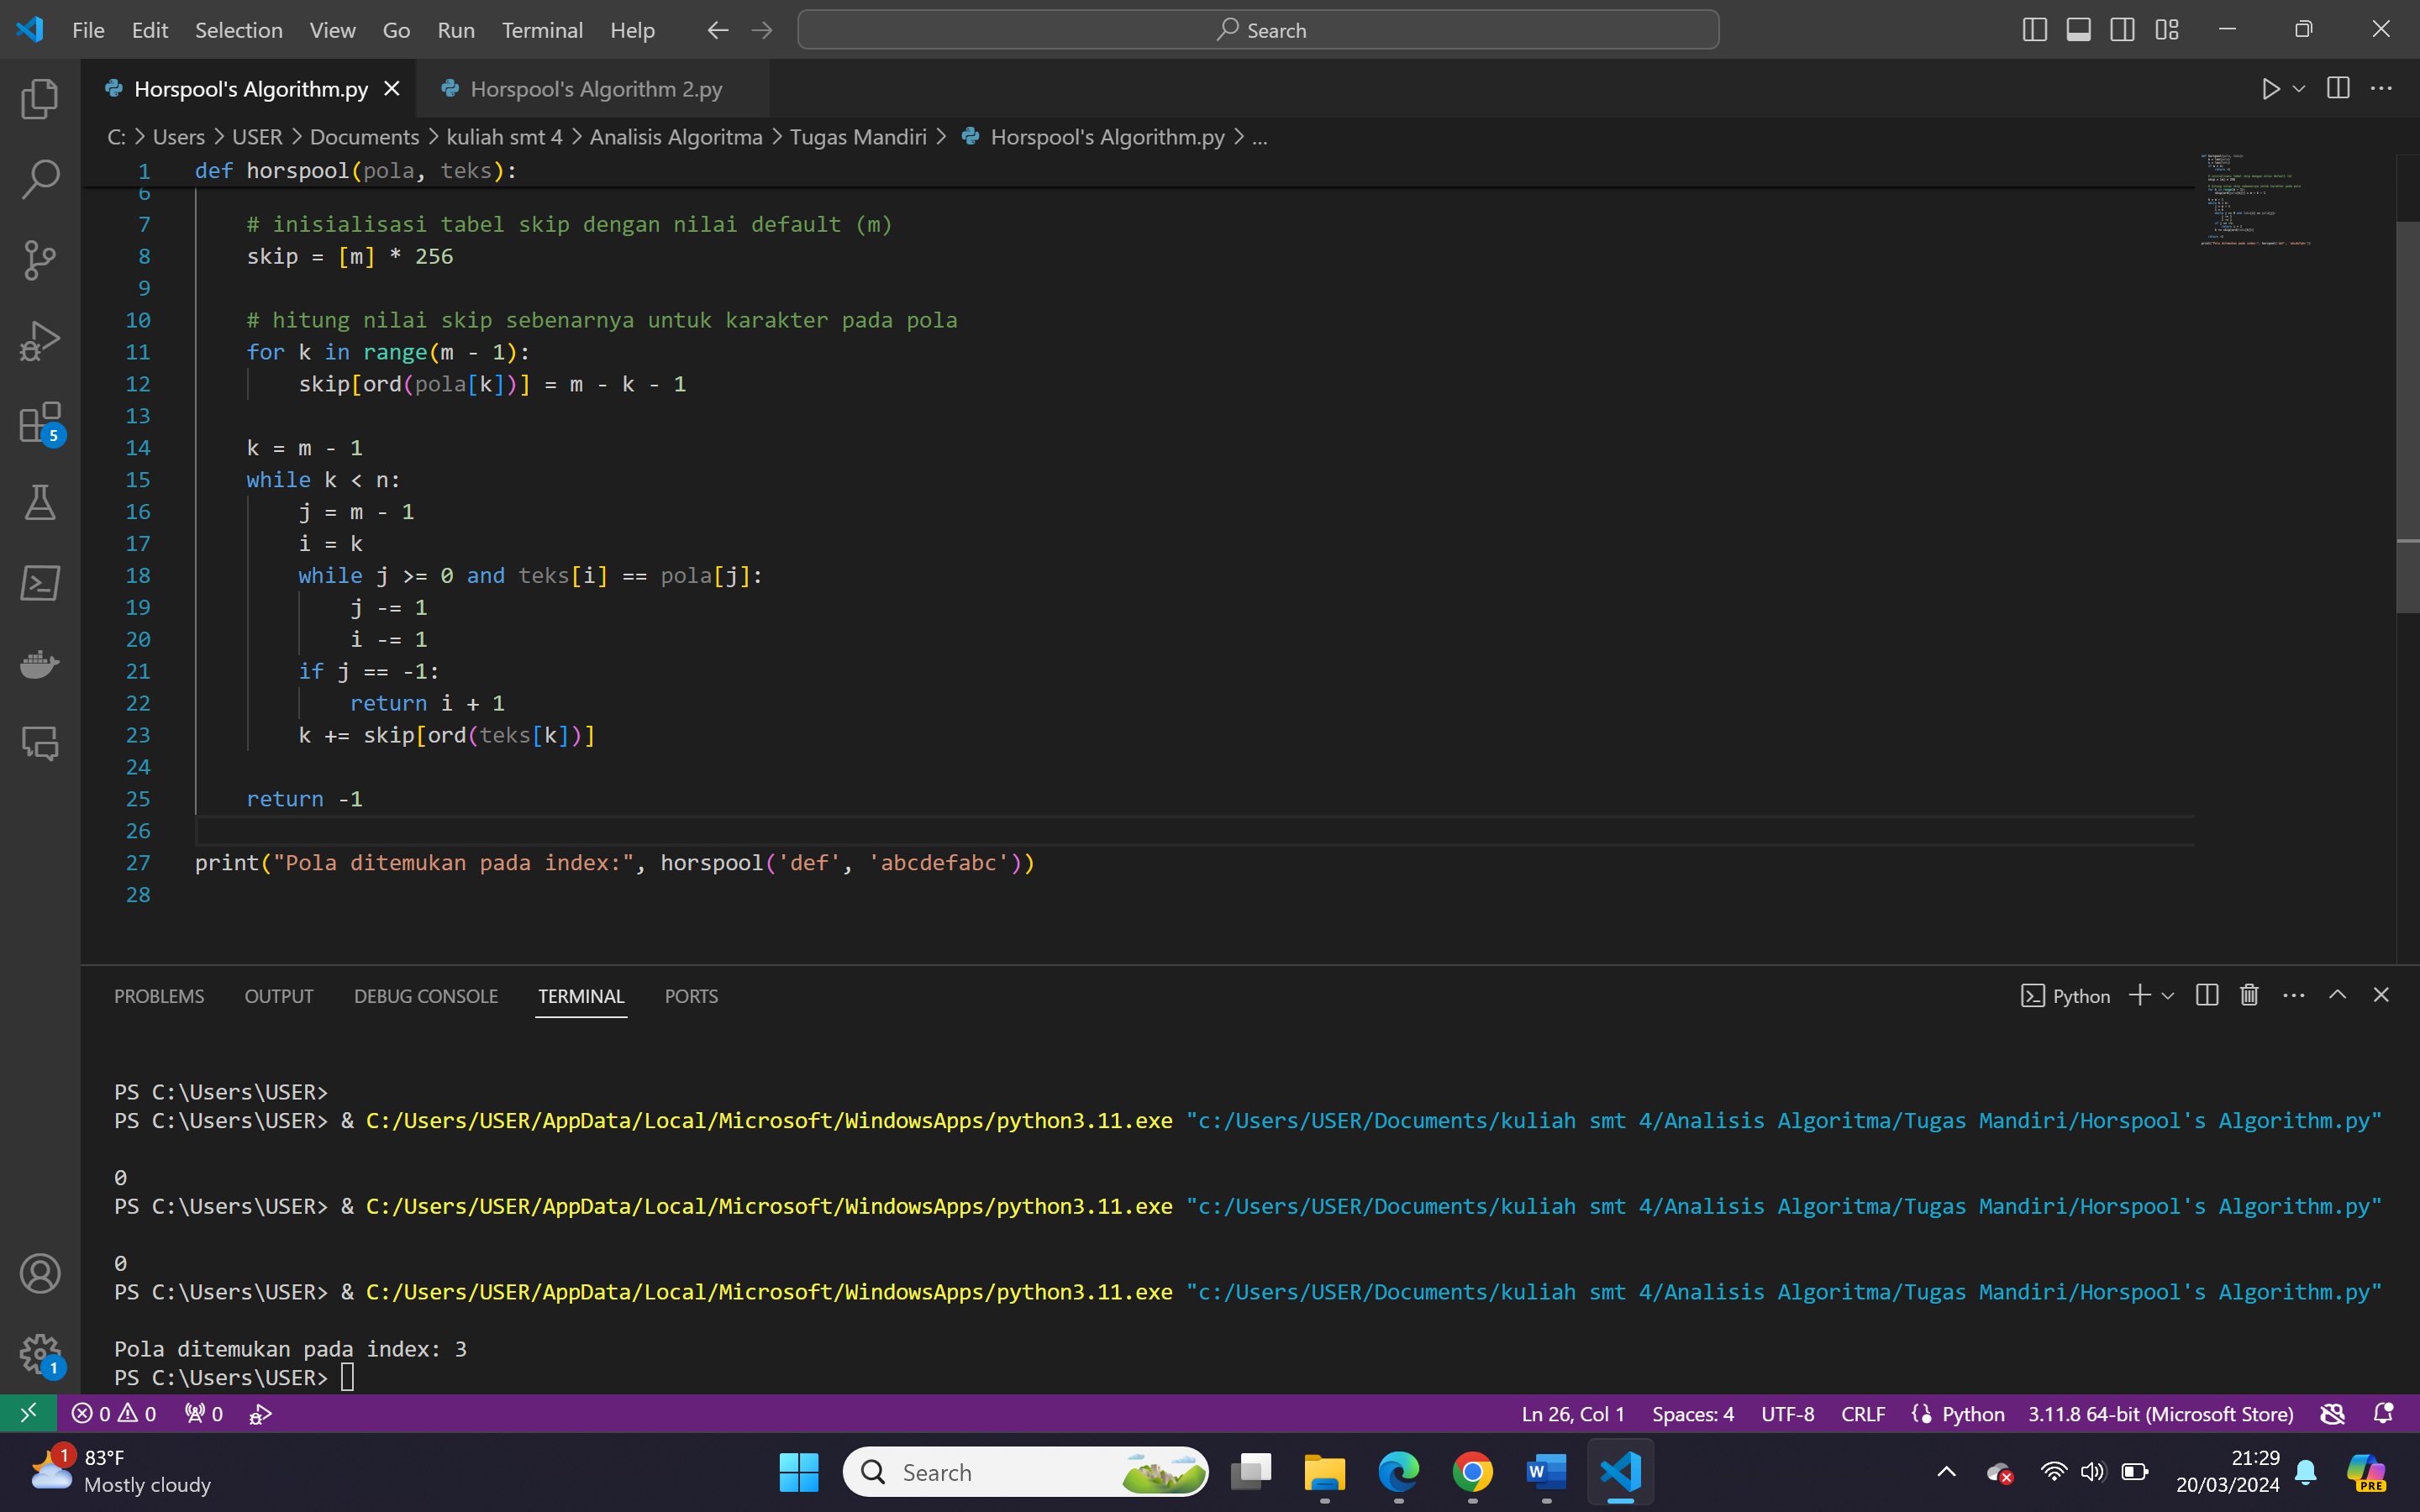 File Edit Selection View Go Run Terminal Help Search
Horspool's Algorithm.py Horspool's Algorithm 2.py
C: > Users > USER > Documents > kuliah smt 4 > Analisis Algoritma > Tugas Mandiri > Horspool's Algorithm.py > ...
1 def horspool(pola, teks):
6
7 # inisialisasi tabel skip dengan nilai default (m)
8 skip = [m] * 256
9
10 # hitung nilai skip sebenarnya untuk karakter pada pola
11 for k in range(m - 1):
12 skip[ord(pola[k])] = m - k - 1
13
14 k = m - 1
15 while k < n:
16 j = m - 1
17 i = k
18 while j >= 0 and teks[i] == pola[j]:
19 j -= 1
20 i -= 1
21 if j == -1:
22 return i + 1
23 k += skip[ord(teks[k])]
24
25 return -1
26
27 print("Pola ditemukan pada index:", horspool('def', 'abcdefabc'))
28
5
PROBLEMS OUTPUT DEBUG CONSOLE TERMINAL PORTS Python
PS C:\Users\USER>
PS C:\Users\USER> & C:/Users/USER/AppData/Local/Microsoft/WindowsApps/python3.11.exe "c:/Users/USER/Documents/kuliah smt 4/Analisis Algoritma/Tugas Mandiri/Horspool's Algorithm.py"
0
PS C:\Users\USER> & C:/Users/USER/AppData/Local/Microsoft/WindowsApps/python3.11.exe "c:/Users/USER/Documents/kuliah smt 4/Analisis Algoritma/Tugas Mandiri/Horspool's Algorithm.py"
0
PS C:\Users\USER> & C:/Users/USER/AppData/Local/Microsoft/WindowsApps/python3.11.exe "c:/Users/USER/Documents/kuliah smt 4/Analisis Algoritma/Tugas Mandiri/Horspool's Algorithm.py"
Pola ditemukan pada index: 3
PS C:\Users\USER>
1
0 0 0 Ln 26, Col 1 Spaces: 4 UTF-8 CRLF Python 3.11.8 64-bit (Microsoft Store)
1 83°F
Mostly cloudy
Search
W
21:29
20/03/2024
PRE